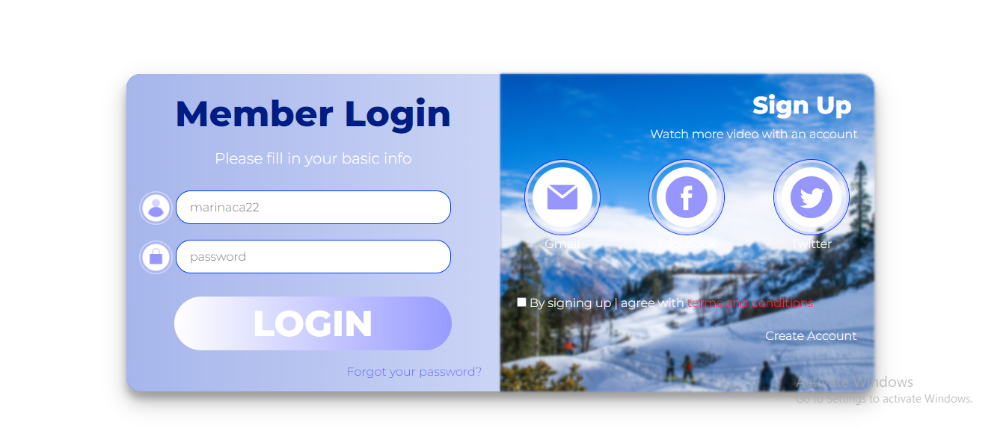 Member Login
Please fill in your basic info
marinaca22
password
LOGIN
Forgot your password?
Sign Up
Watch more video with an account
Gmail
Facebook
Twitter
By signing up I agree with terms and conditions
Create Account
Activate Windows
Go to Settings to activate Windows.